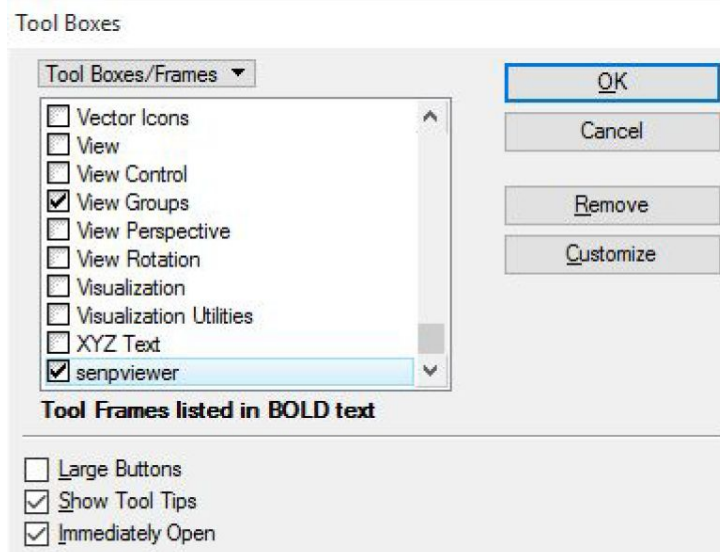 Tool Boxes
Tool Boxes/Frames
OK
Vector Icons
Cancel
View
View Control
View Groups
Remove
View Perspective
View Rotation
Customize
Visualization
Visualization Utilities
XYZ Text
senpviewer
Tool Frames listed in BOLD text
Large Buttons
Show Tool Tips
Immediately Open